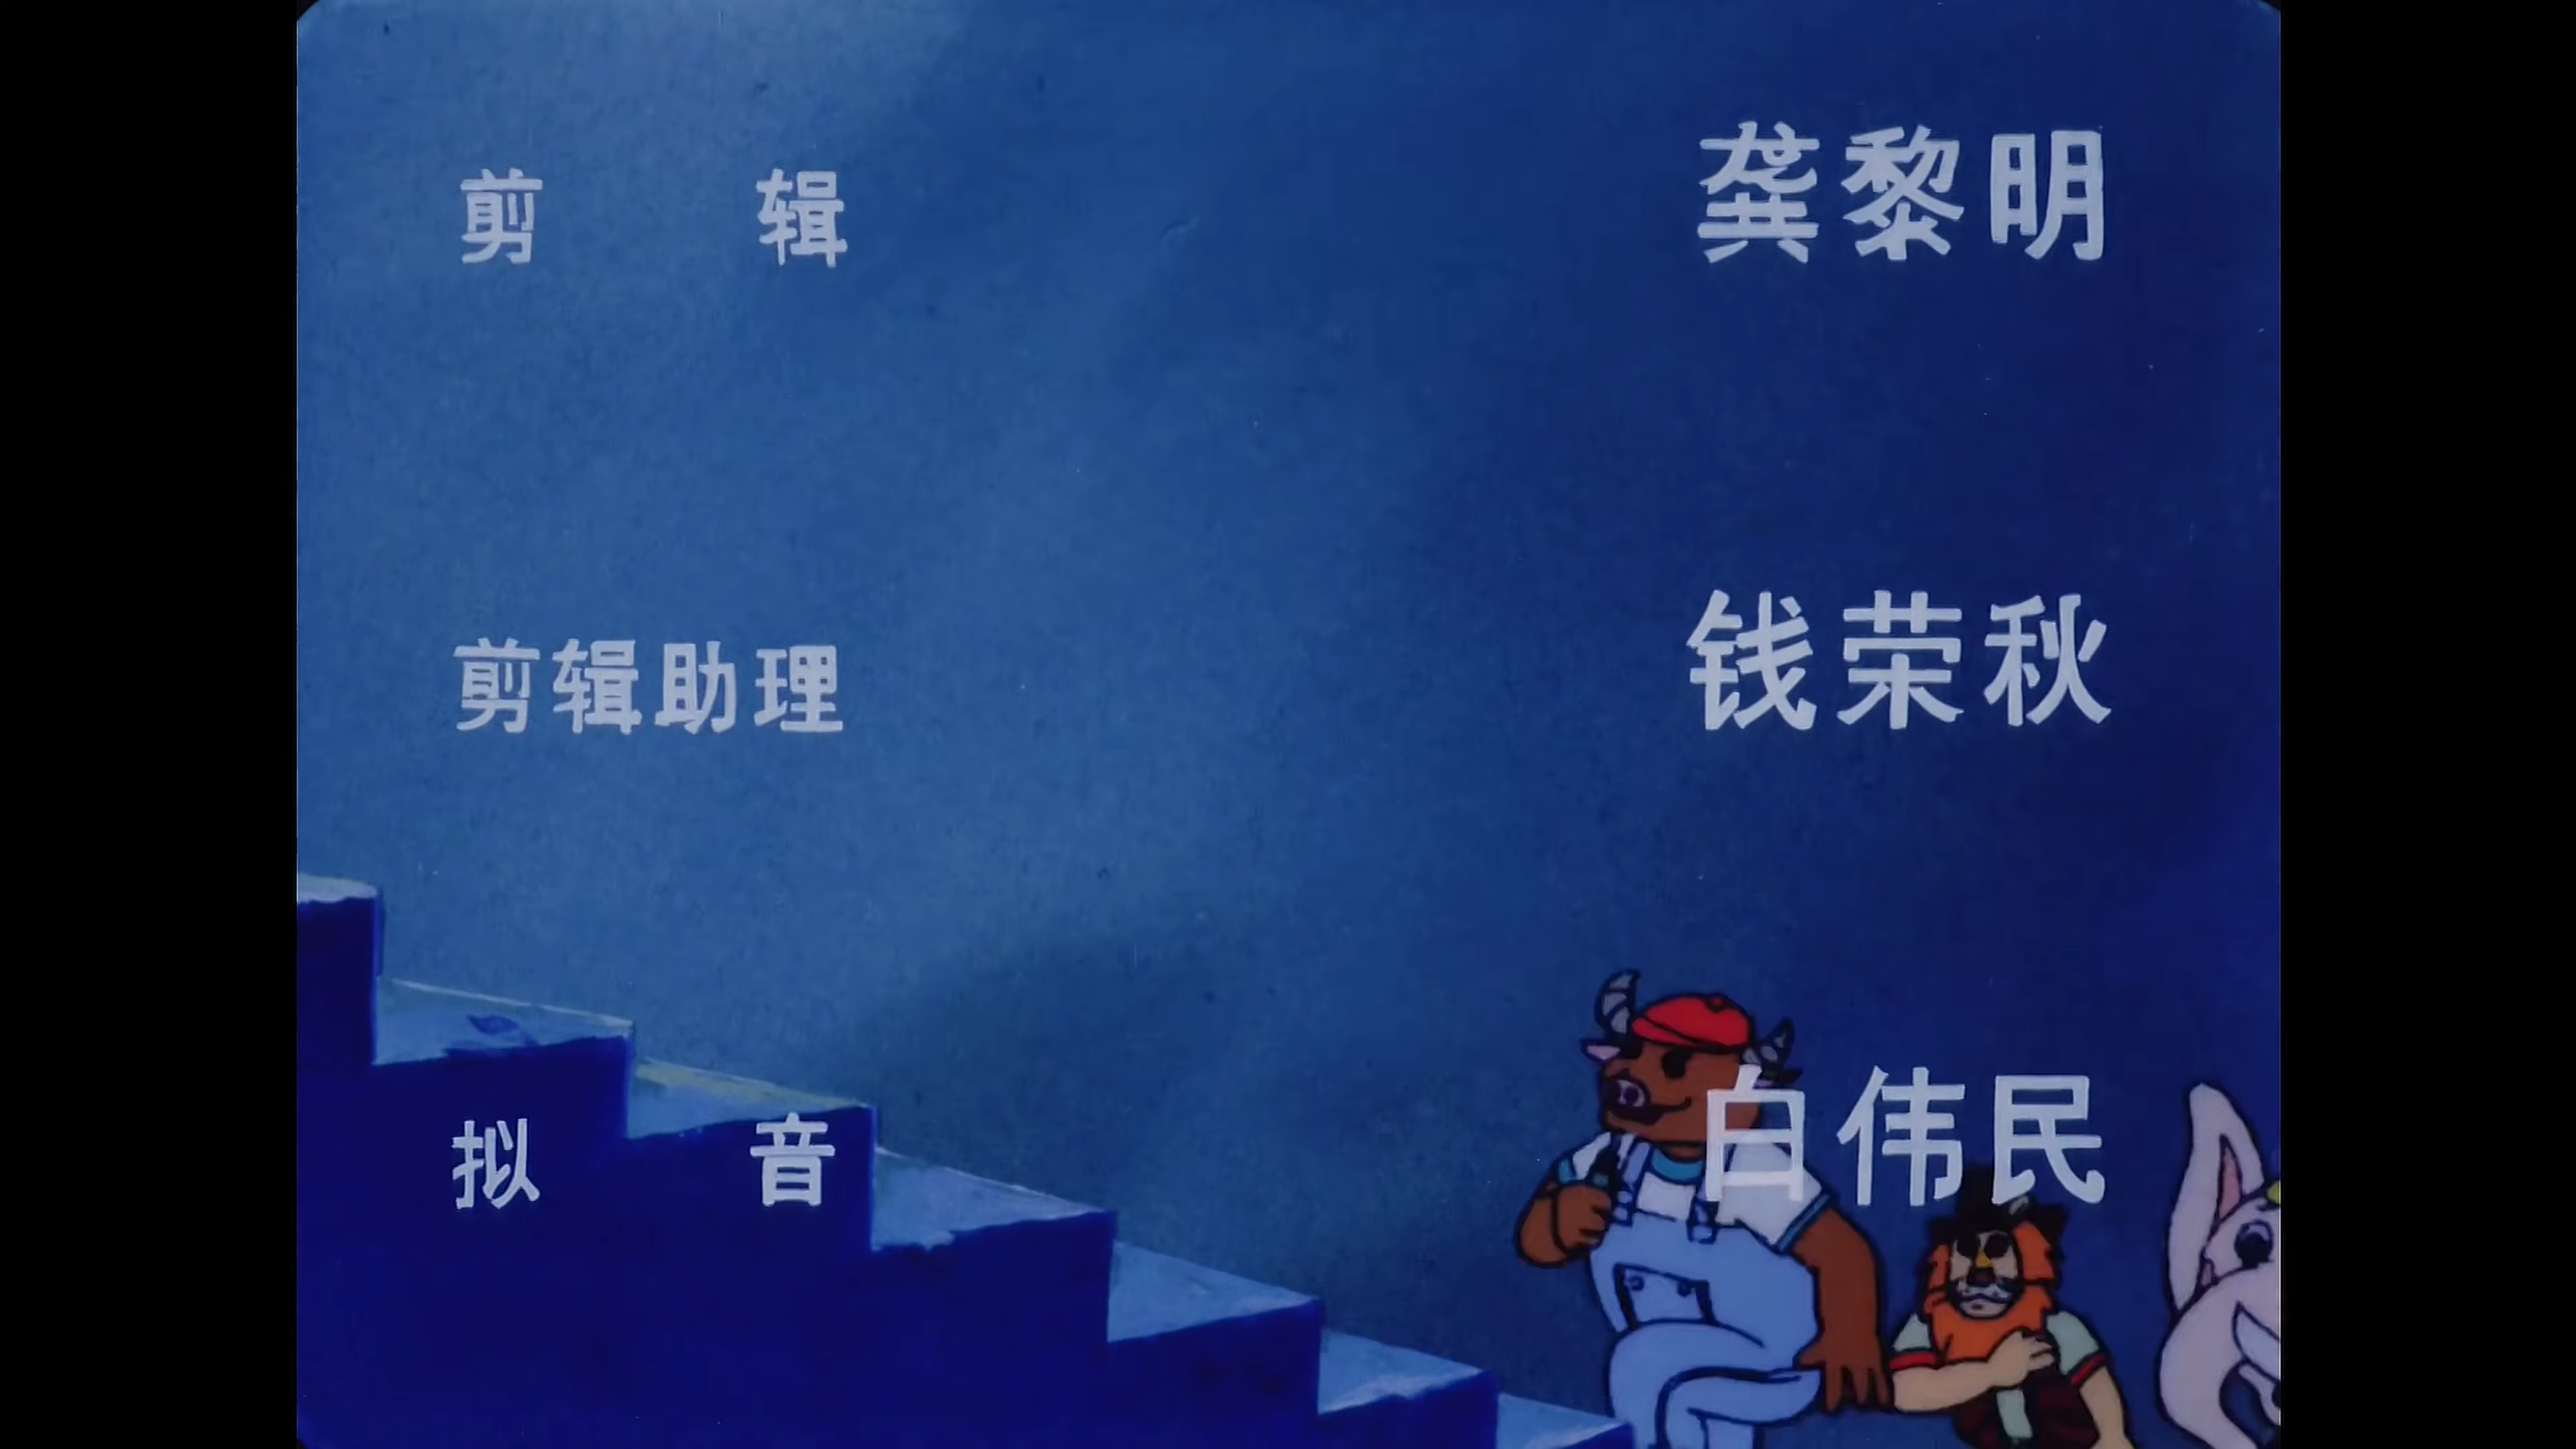 剪辑 龚黎明
剪辑助理 钱荣秋
拟音 白伟民